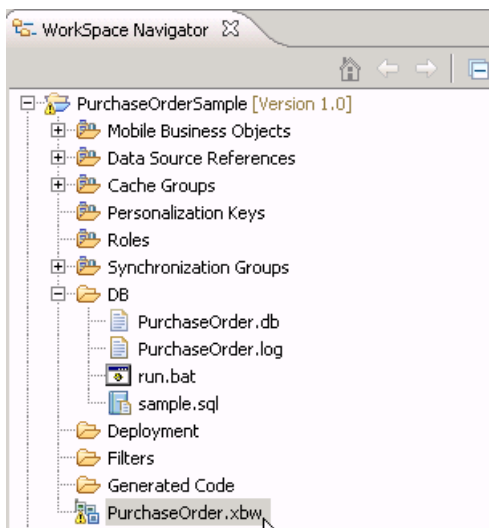 WorkSpace Navigator
PurchaseOrderSample [Version 1.0]
Mobile Business Objects
Data Source References
Cache Groups
Personalization Keys
Roles
Synchronization Groups
DB
PurchaseOrder.db
PurchaseOrder.log
run.bat
sample.sql
Deployment
Filters
Generated Code
PurchaseOrder.xbw